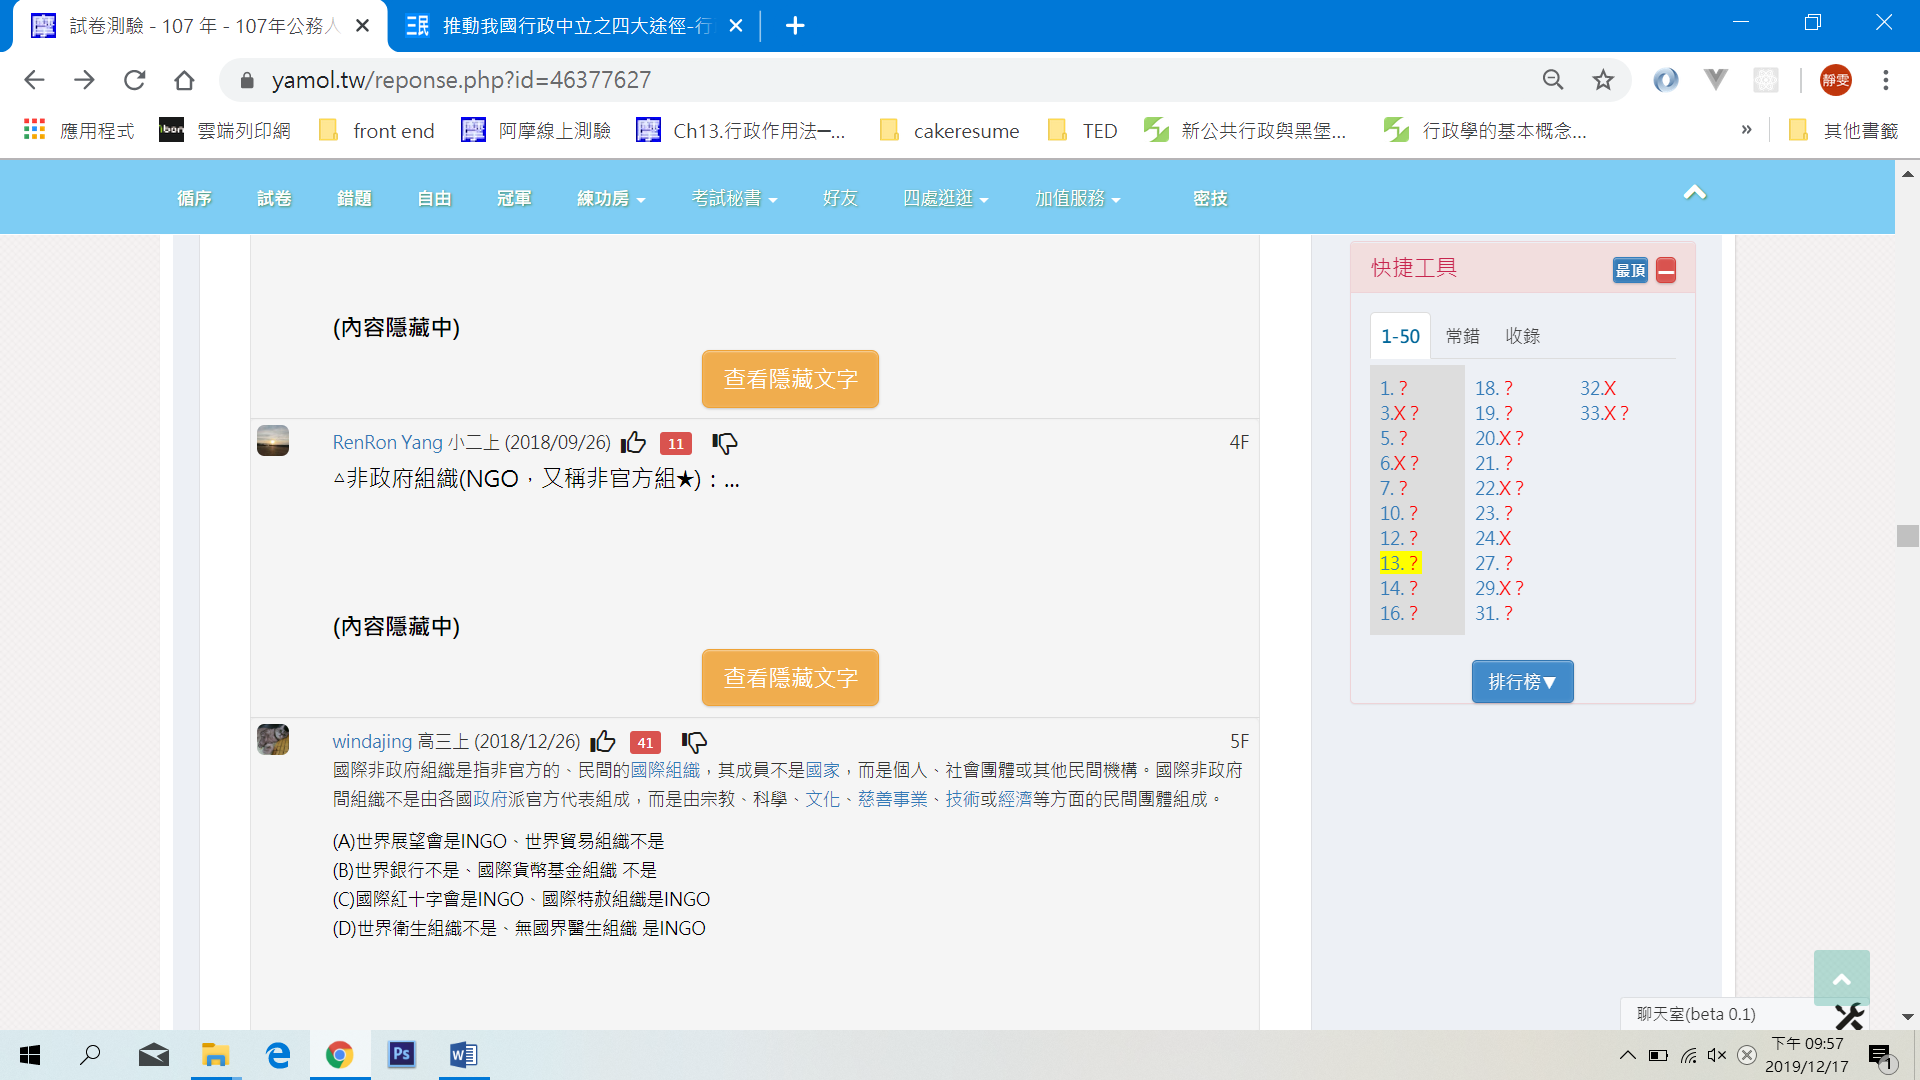 試卷測驗 - 107 年 - 107年公務人
推動我國行政中立之四大途徑-行
yamol.tw/reponse.php?id=46377627
靜雯
應用程式
ibon
雲端列印網
front end
阿摩線上測驗
Ch13.行政作用法─...
cakeresume
TED
新公共行政與黑堡...
行政學的基本概念...
»
其他書籤
循序 試卷 錯題 自由 冠軍 練功房 考試秘書 好友 四處逛逛 加值服務 密技
(內容隱藏中)
查看隱藏文字
RenRon Yang 小二上 (2018/09/26) 11 4F
△非政府組織(NGO，又稱非官方組★)：...
(內容隱藏中)
查看隱藏文字
windajing 高三上 (2018/12/26) 41 5F
國際非政府組織是指非官方的、民間的國際組織，其成員不是國家，而是個人、社會團體或其他民間機構。國際非政府
間組織不是由各國政府派官方代表組成，而是由宗教、科學、文化、慈善事業、技術或經濟等方面的民間團體組成。
(A)世界展望會是INGO、世界貿易組織不是
(B)世界銀行不是、國際貨幣基金組織 不是
(C)國際紅十字會是INGO、國際特赦組織是INGO
(D)世界衛生組織不是、無國界醫生組織 是INGO
快捷工具 最頂
1-50 常錯 收錄
1. ? 18. ? 32.X
3.X ? 19. ? 33.X ?
5. ? 20.X ?
6.X ? 21. ?
7. ? 22.X ?
10. ? 23. ?
12. ? 24.X
13. ? 27. ?
14. ? 29.X ?
16. ? 31. ?
排行榜▼
聊天室(beta 0.1)
Ps
下午 09:57
2019/12/17
1